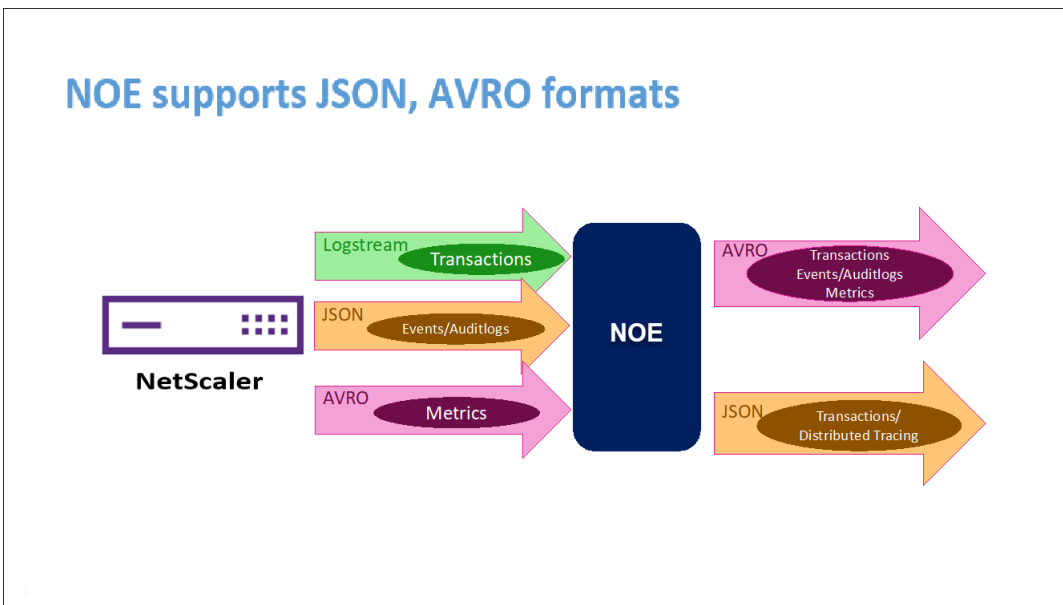 NOE supports JSON, AVRO formats
Logstream
Transactions
JSON
Events/Auditlogs
AVRO
Metrics
NetScaler
NOE
AVRO
Transactions
Events/Auditlogs
Metrics
JSON
Transactions/
Distributed Tracing